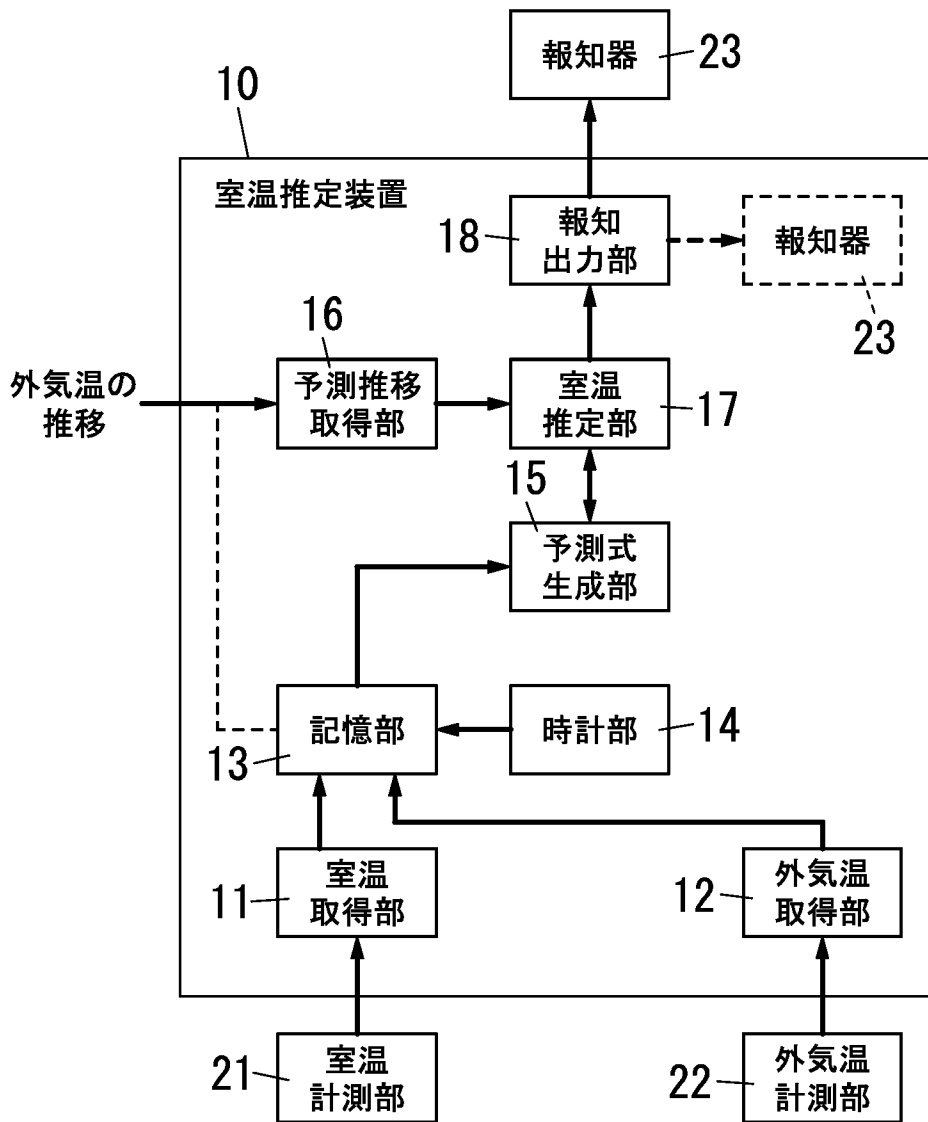 報知器
23
10
室温推定装置
18
報知
出力部
報知器
23
16
外気温の
推移
予測推移
取得部
室温
推定部
17
15
予測式
生成部
記憶部
13
時計部
14
11
室温
取得部
12
外気温
取得部
21
室温
計測部
22
外気温
計測部